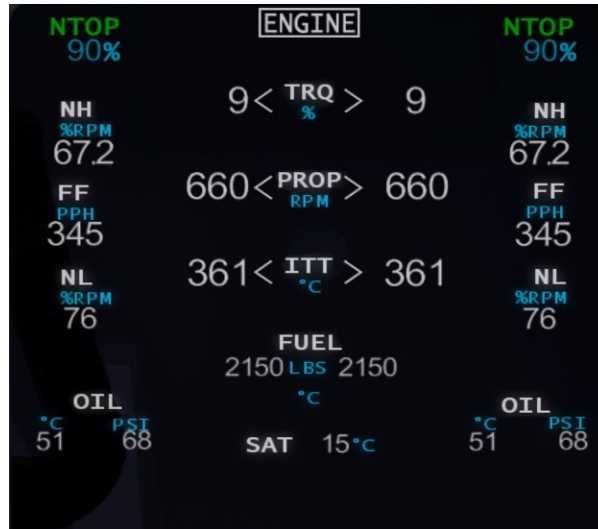 NTOP ENGINE NTOP
90% 90%
9< TRQ > 9
%
NH NH
%RPM %RPM
67.2 67.2
660< PROP > 660
RPM
FF FF
PPH PPH
345 345
361< ITT > 361
°C
NL NL
%RPM %RPM
76 76
FUEL
2150 LBS 2150
°C
OIL OIL
°C PSI °C PSI
51 68 51 68
SAT 15°C